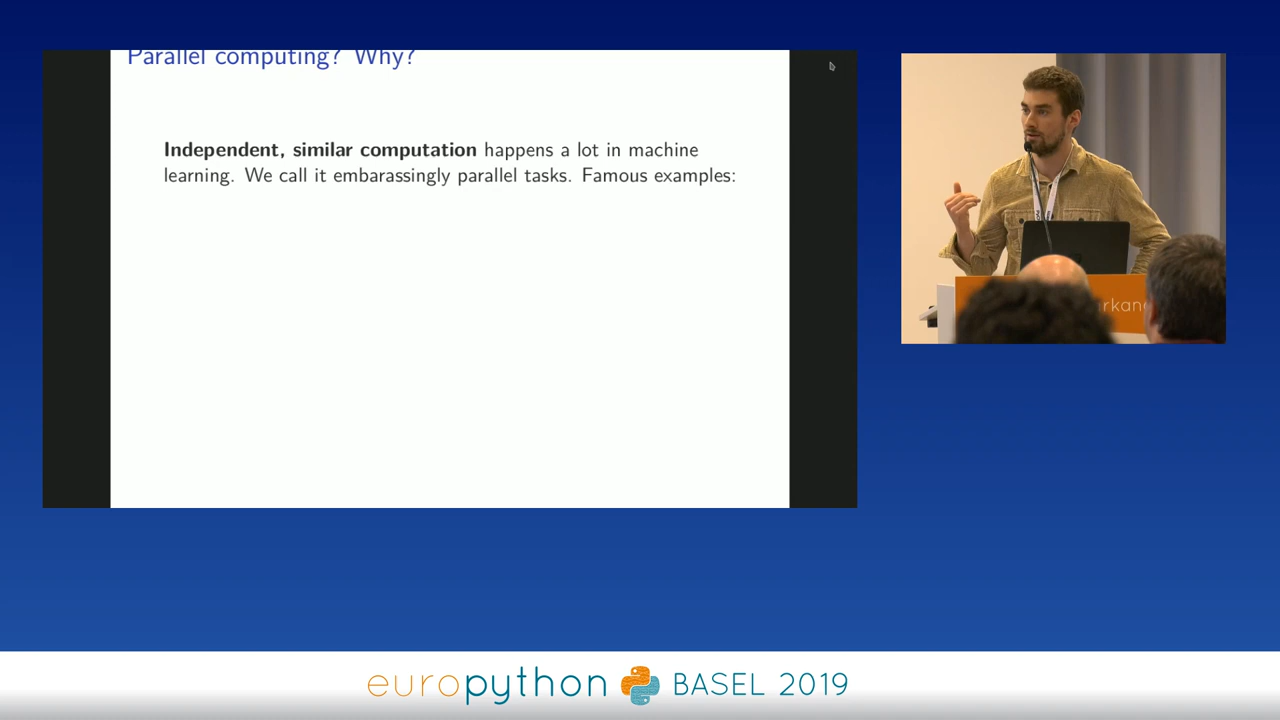 Parallel computing? Why?
Independent, similar computation happens a lot in machine
learning. We call it embarassingly parallel tasks. Famous examples:
rkan
europython BASEL 2019